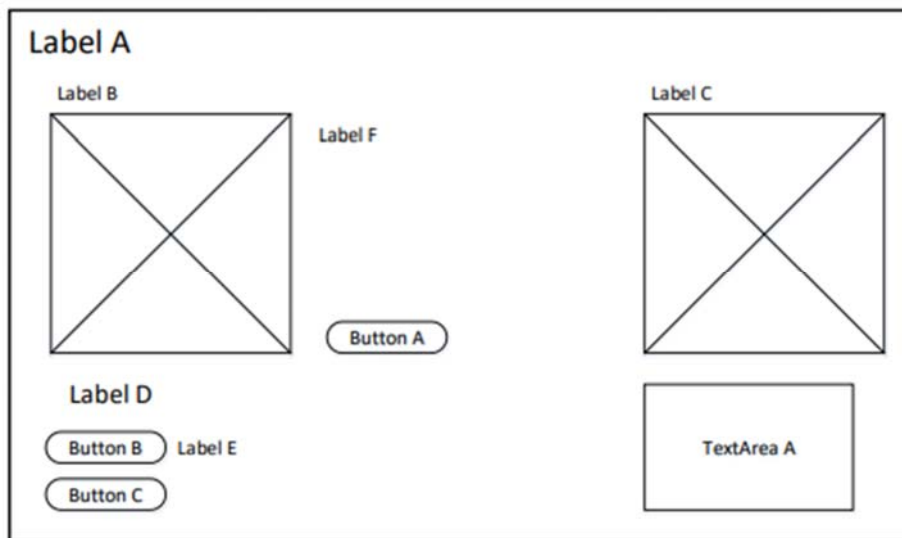 Label A
Label B
Label C
Label F
Button A
Label D
Button B
Label E
TextArea A
Button C